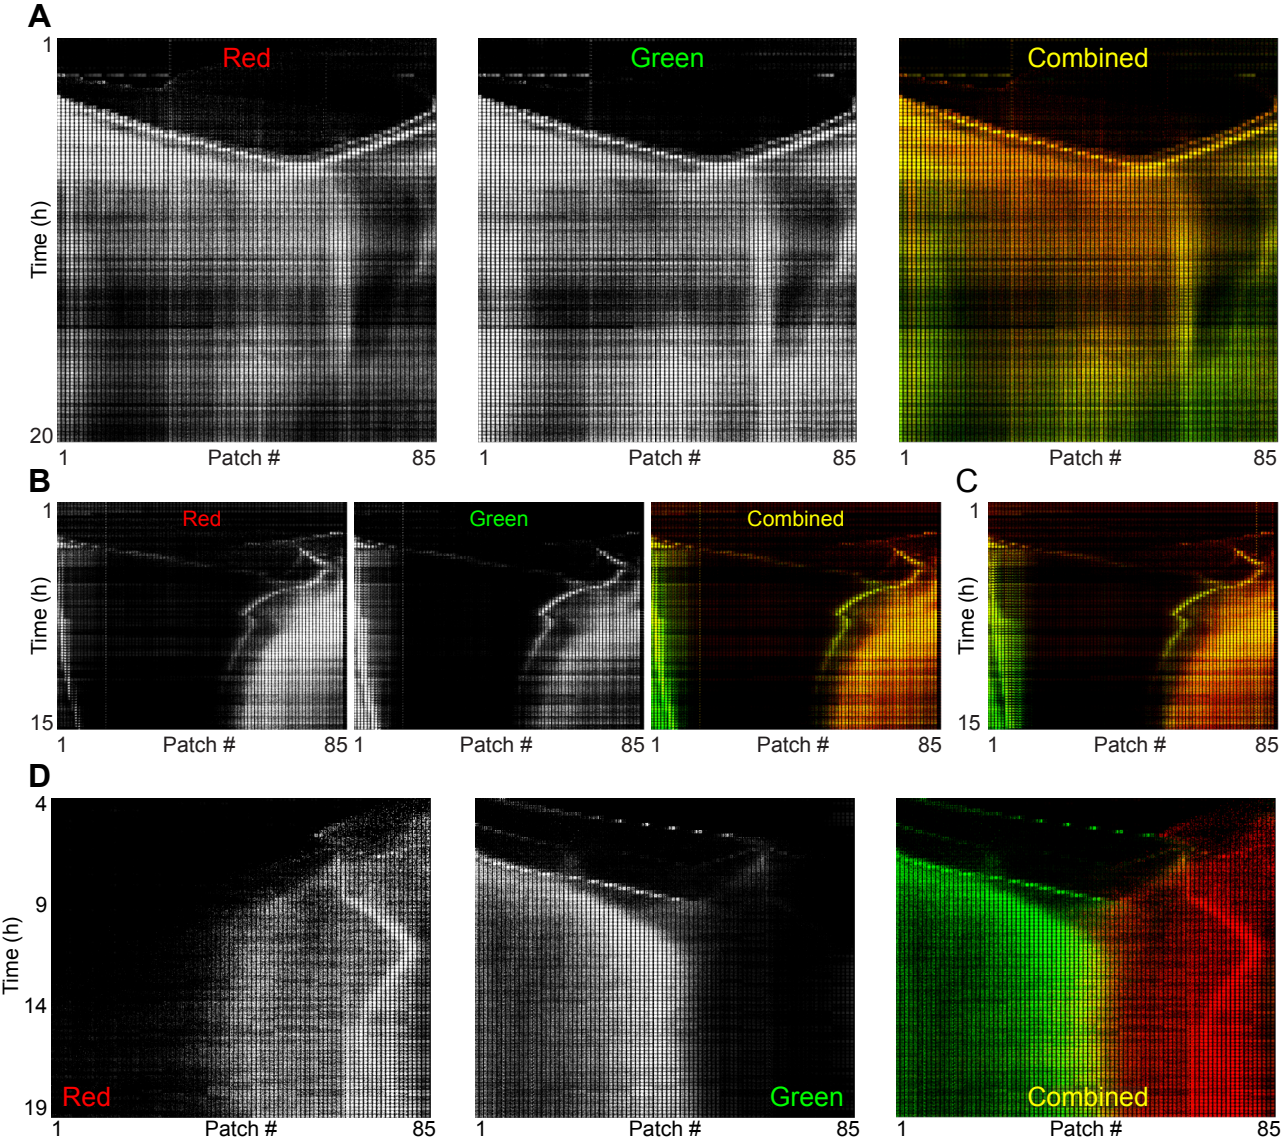 A
Red
Green
Combined
1
Time (h)
20
1 Patch # 85
1 Patch # 85
1 Patch # 85
B
C
Red
Green
Combined
1
1
Time (h)
Time (h)
15
15
1 Patch # 85
1 Patch # 85
1 Patch # 85
1 Patch # 85
D
4
9
Time (h)
14
19
Red
Green
Combined
1 Patch # 85
1 Patch # 85
1 Patch # 85